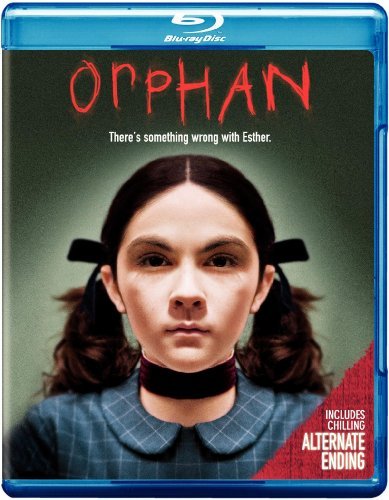 Blu-ray Disc
ORPHAN
There's something wrong with Esther.
INCLUDES
CHILLING
ALTERNATE
ENDING